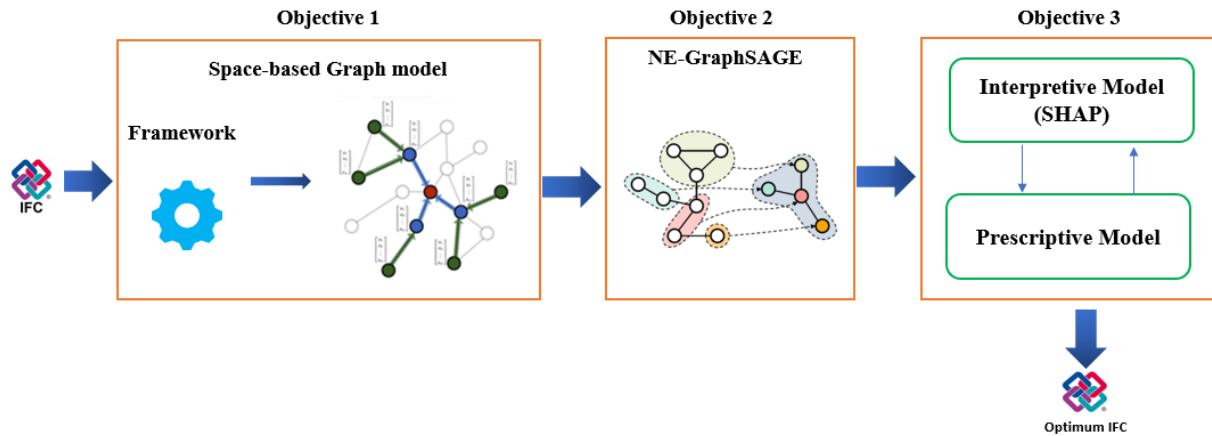 Objective 1
Objective 2
Objective 3
Space-based Graph model
Framework
IFC
NE-GraphSAGE
Interpretive Model
(SHAP)
Prescriptive Model
Optimum IFC